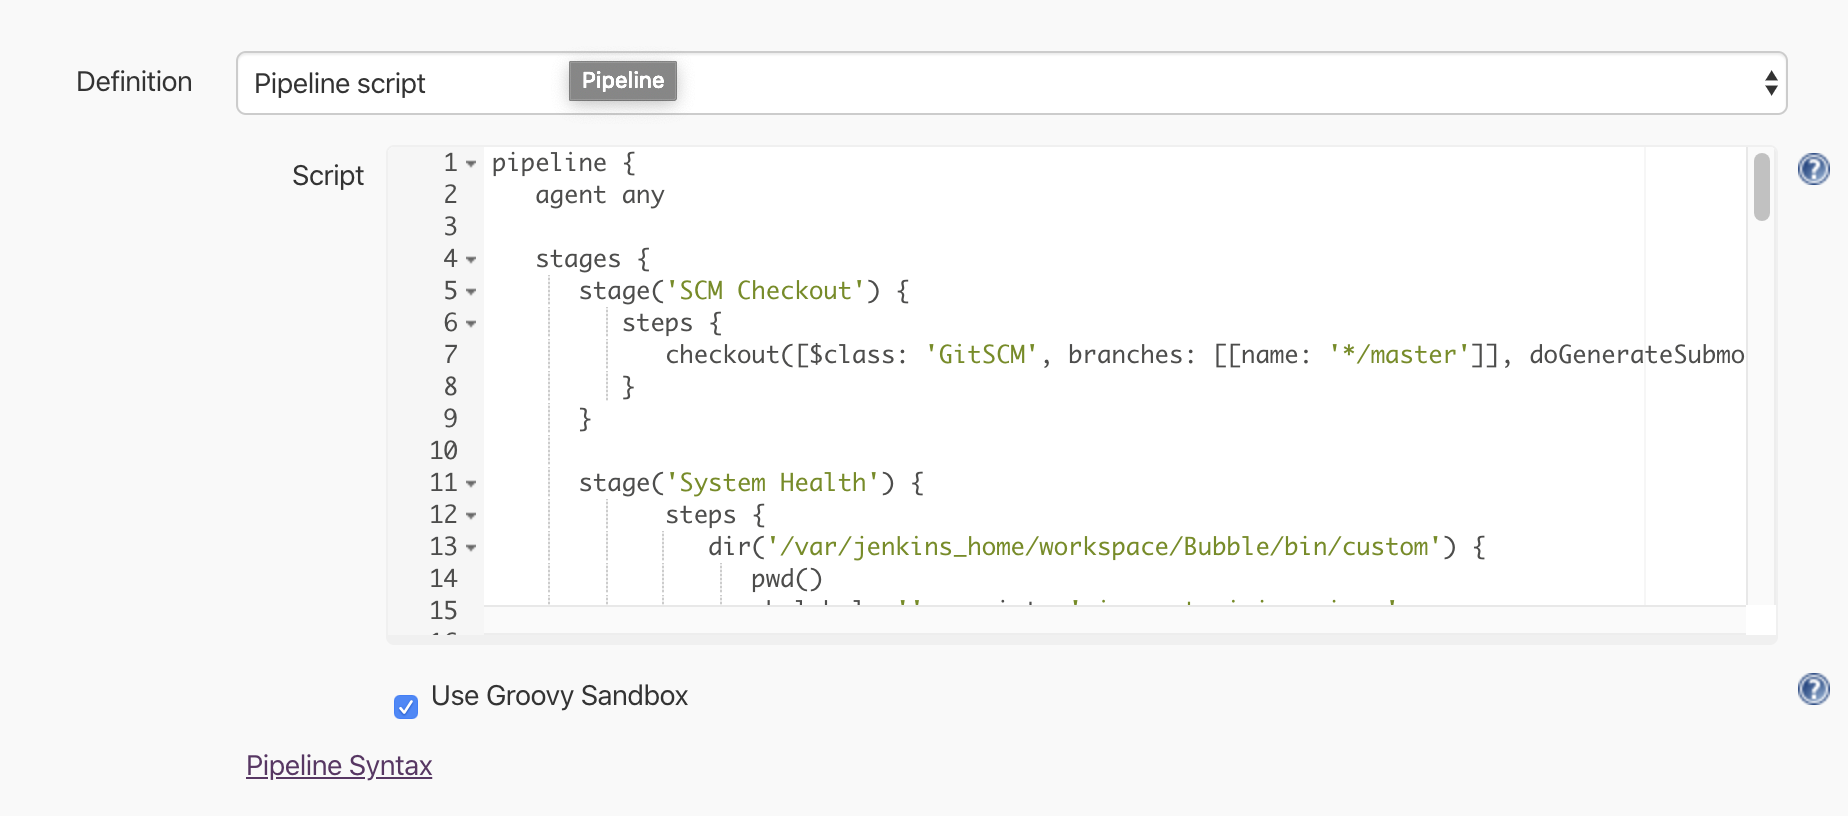 Definition
Pipeline script
Pipeline
Script
1 pipeline {
2 agent any
3
4 stages {
5 stage('SCM Checkout') {
6 steps {
7 checkout([$class: 'GitSCM', branches: [[name: '*/master']], doGenerateSubmo
8 }
9 }
10
11 stage('System Health') {
12 steps {
13 dir('/var/jenkins_home/workspace/Bubble/bin/custom') {
14 pwd()
15
Use Groovy Sandbox
Pipeline Syntax